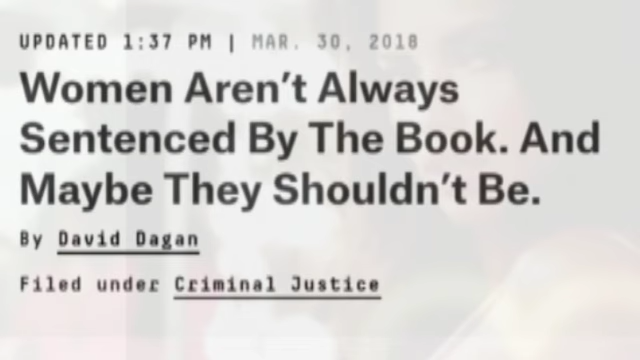 UPDATED 1:37 PM | MAR. 30, 2018
Women Aren't Always
Sentenced By The Book. And
Maybe They Shouldn't Be.
By David Dagan
Filed under Criminal Justice